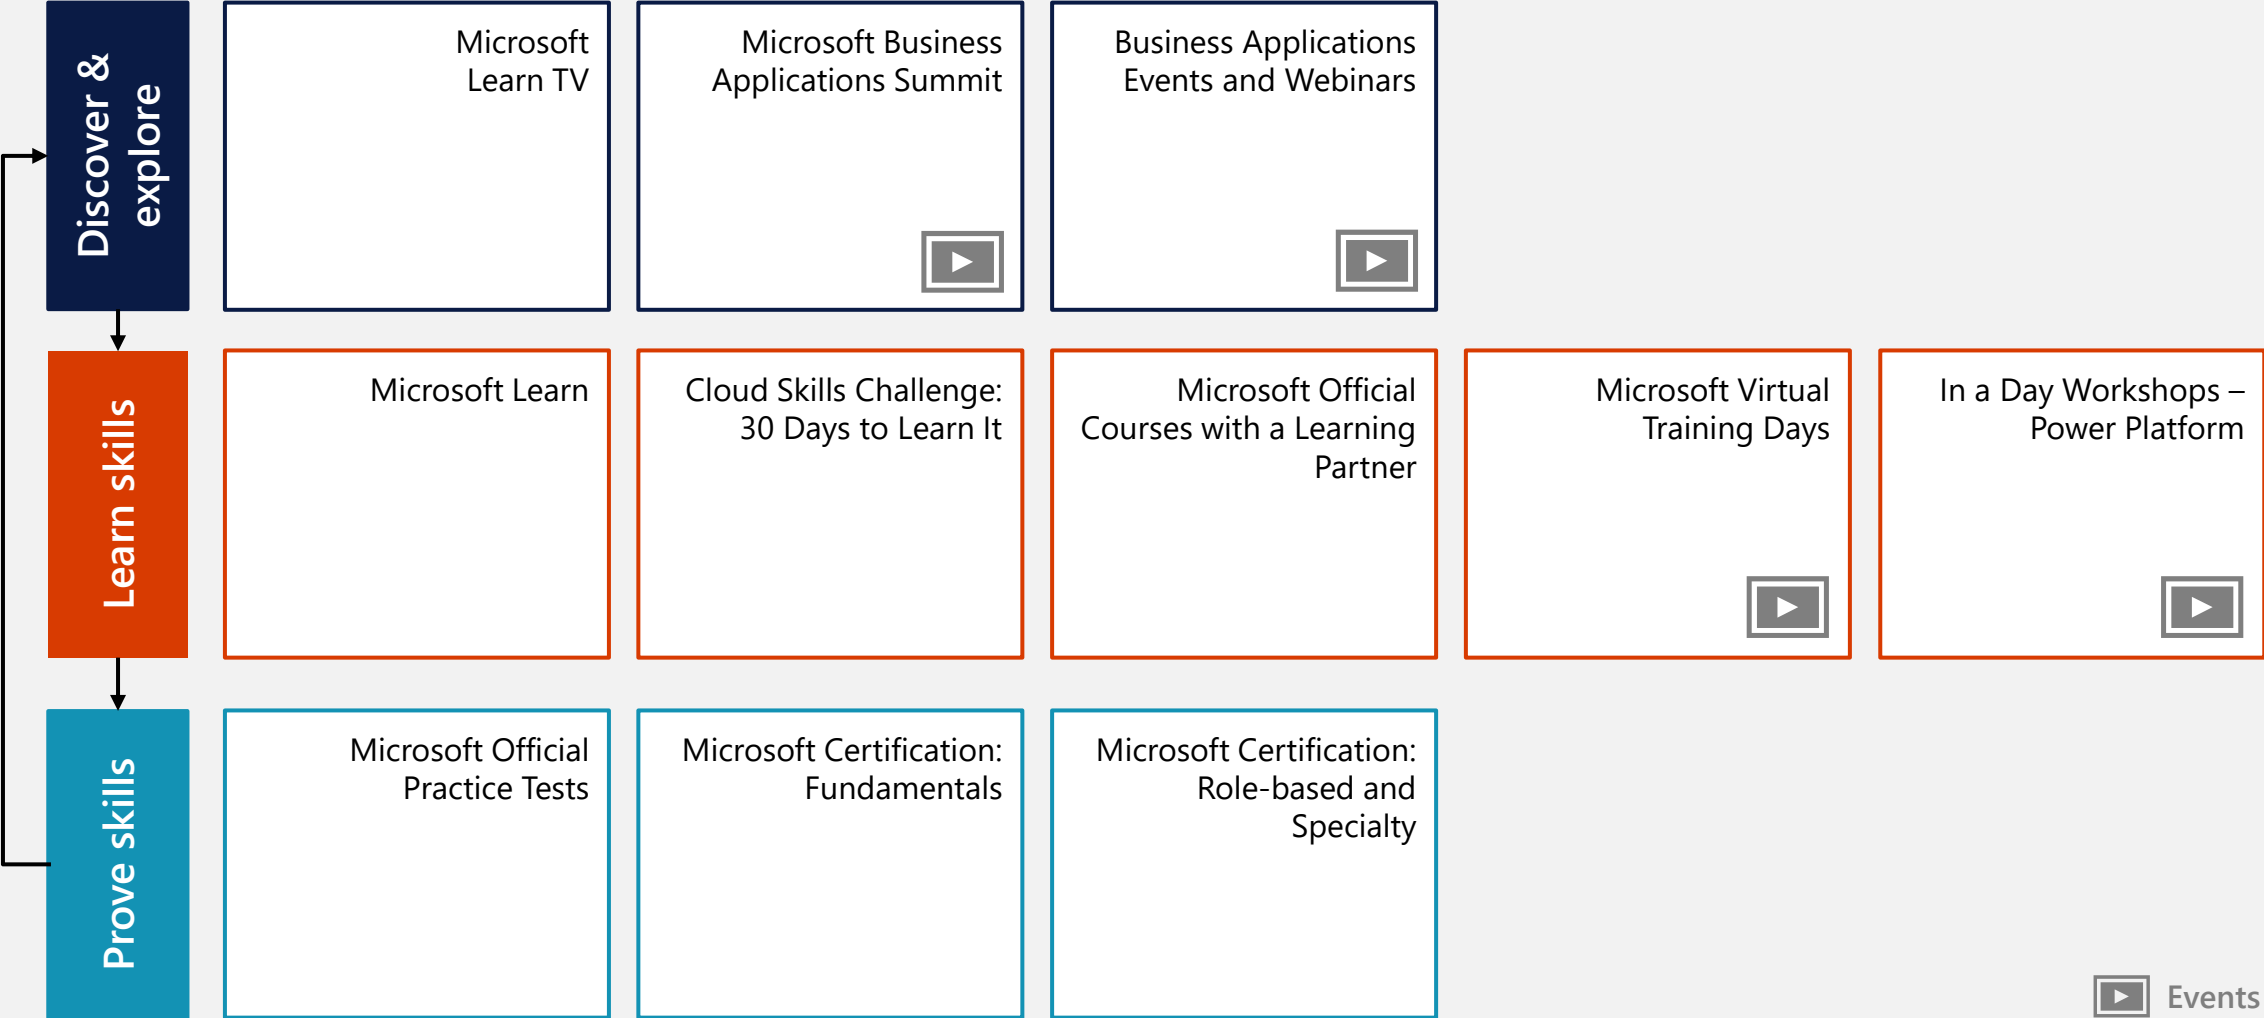 Discover &
explore
Microsoft
Learn TV
Microsoft Business
Applications Summit
Business Applications
Events and Webinars
Learn skills
Microsoft Learn
Cloud Skills Challenge:
30 Days to Learn It
Microsoft Official
Courses with a Learning
Partner
Microsoft Virtual
Training Days
In a Day Workshops –
Power Platform
Prove skills
Microsoft Official
Practice Tests
Microsoft Certification:
Fundamentals
Microsoft Certification:
Role-based and
Specialty
Events